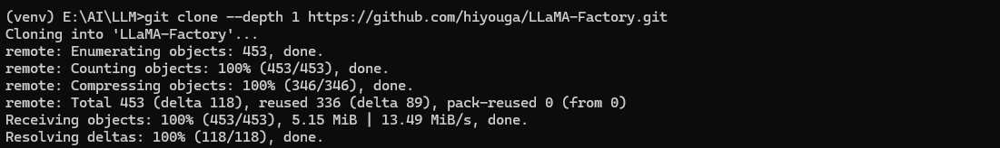 (venv) E:\AI\LLM>git clone --depth 1 https://github.com/hiyouga/LLaMA-Factory.git
Cloning into 'LLaMA-Factory'...
remote: Enumerating objects: 453, done.
remote: Counting objects: 100% (453/453), done.
remote: Compressing objects: 100% (346/346), done.
remote: Total 453 (delta 118), reused 336 (delta 89), pack-reused 0 (from 0)
Receiving objects: 100% (453/453), 5.15 MiB | 13.49 MiB/s, done.
Resolving deltas: 100% (118/118), done.